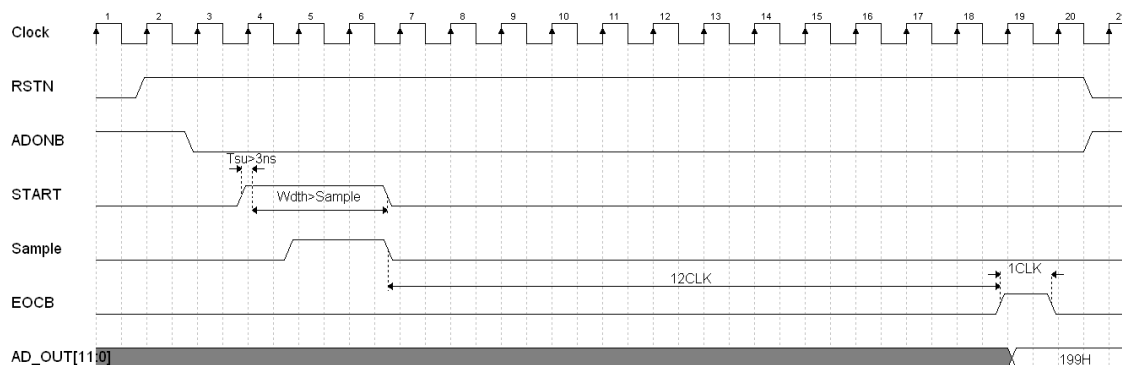 1 2 3 4 5 6 7 8 9 10 11 12 13 14 15 16 17 18 19 20
Clock
RSTN
ADONB
Tsu>3ns
START
Wdth>Sample
Sample
12CLK
1CLK
EOCB
AD_OUT[11:0]
199H